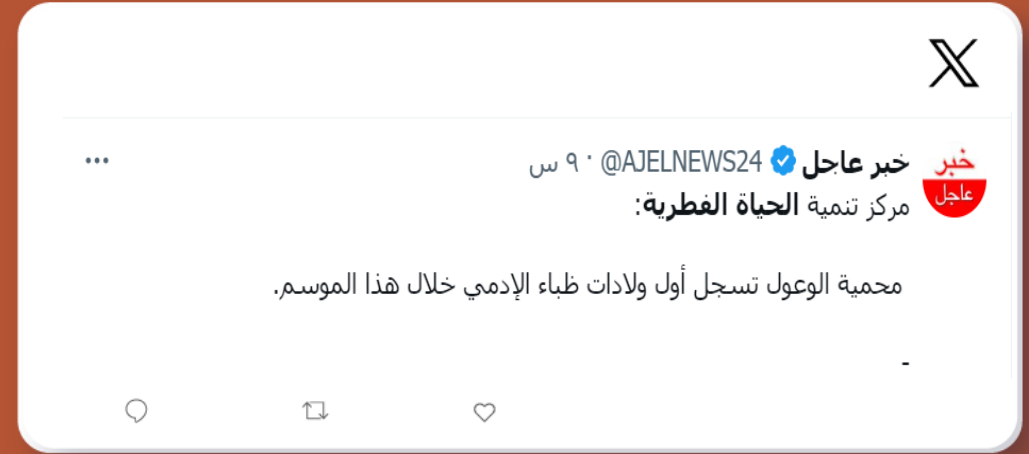 خبر عاجل @AJELNEWS24 · ٩ س
خبر
عاجل
مركز تنمية الحياة الفطرية:
محمية الوعول تسجل أول ولادات ظباء الإدمي خلال هذا الموسم.
-